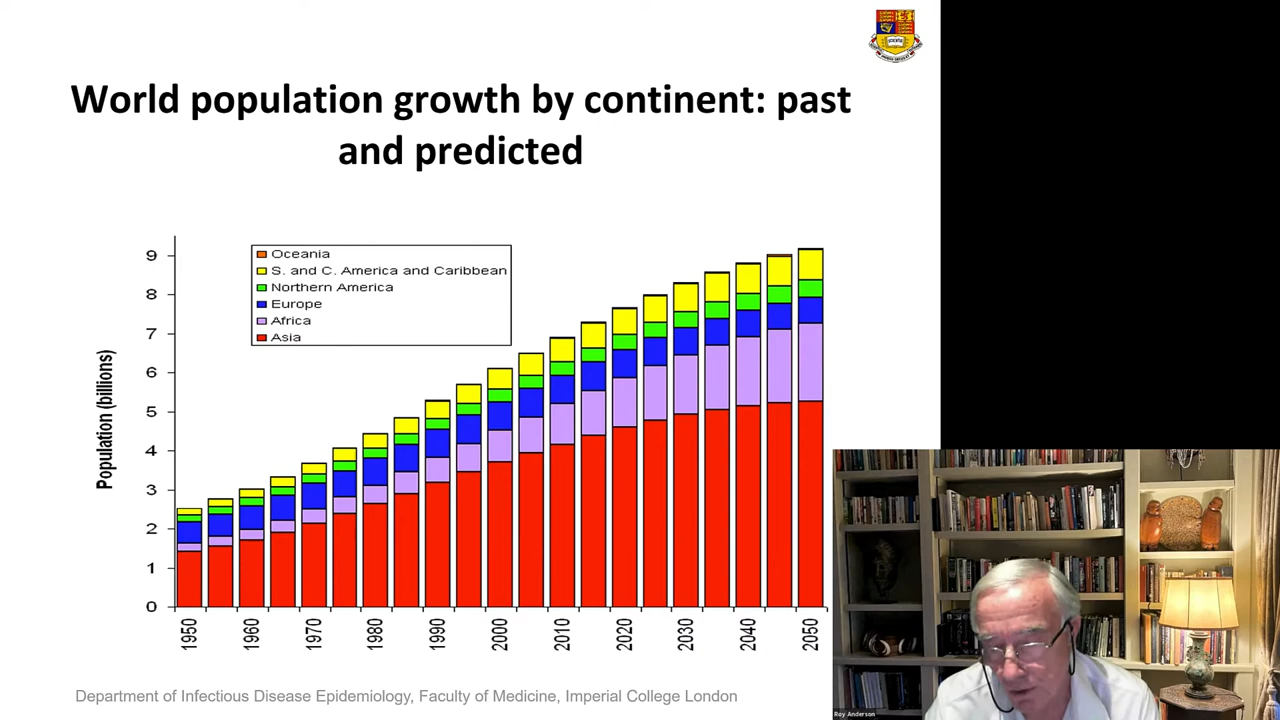 World population growth by continent: past
and predicted
Oceania
S. and C. America and Caribbean
Northern America
Europe
Africa
Asia
Population (billions)
9
8
7
6
5
4
3
2
1
0
1950
1960
1970
1980
1990
2000
2010
2020
2030
2040
2050
Department of Infectious Disease Epidemiology, Faculty of Medicine, Imperial College London
Roy Anderson